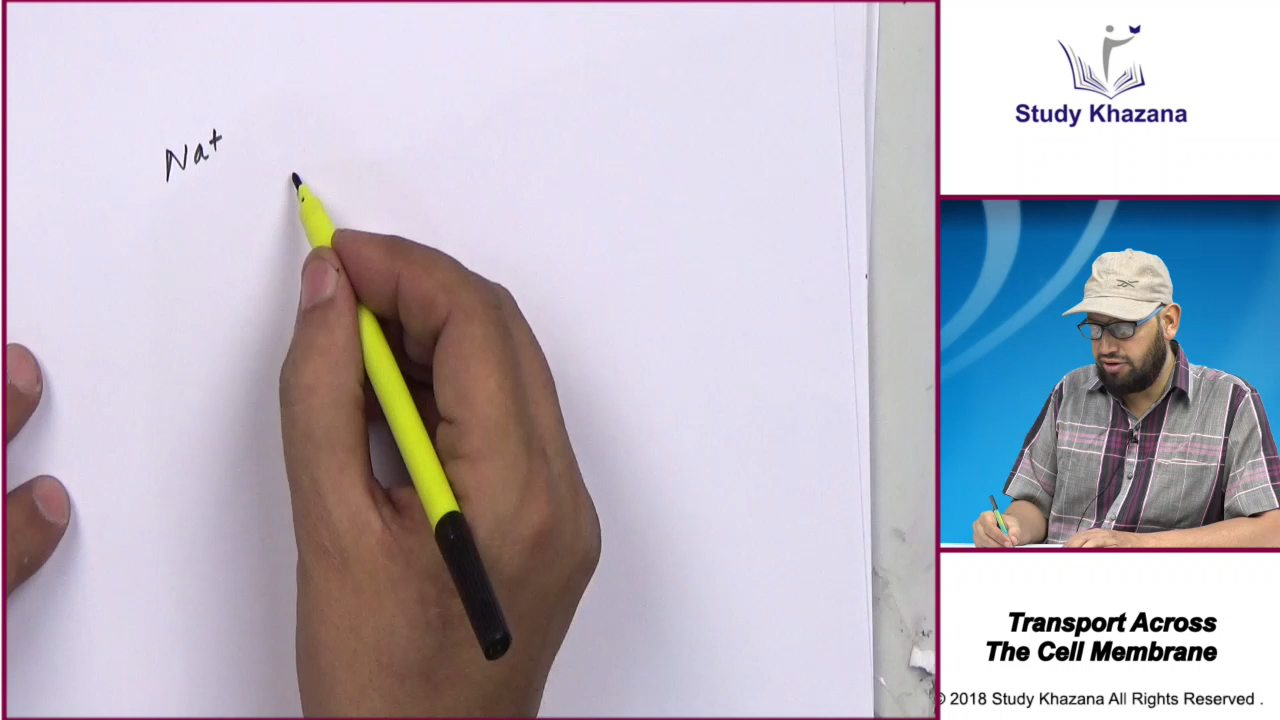 Na+
Study Khazana
Transport Across
The Cell Membrane
© 2018 Study Khazana All Rights Reserved .